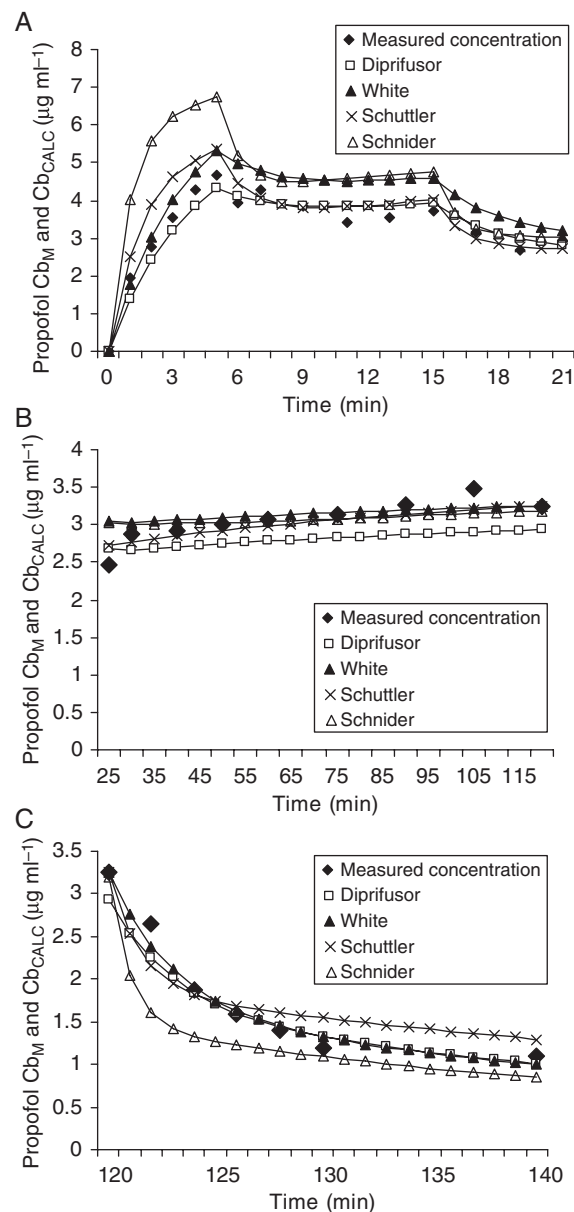 A
Propofol Cb_M and Cb_CALC (μg ml⁻¹)
8
7
6
5
4
3
2
1
0
Measured concentration
Diprifusor
White
Schuttler
Schnider
0 3 6 9 12 15 18 21
Time (min)
B
Propofol Cb_M and Cb_CALC (μg ml⁻¹)
4
3.5
3
2.5
2
1.5
1
0.5
0
Measured concentration
Diprifusor
White
Schuttler
Schnider
25 35 45 55 65 75 85 95 105 115
Time (min)
C
Propofol Cb_M and Cb_CALC (μg ml⁻¹)
3.5
3
2.5
2
1.5
1
0.5
0
Measured concentration
Diprifusor
White
Schuttler
Schnider
120 125 130 135 140
Time (min)